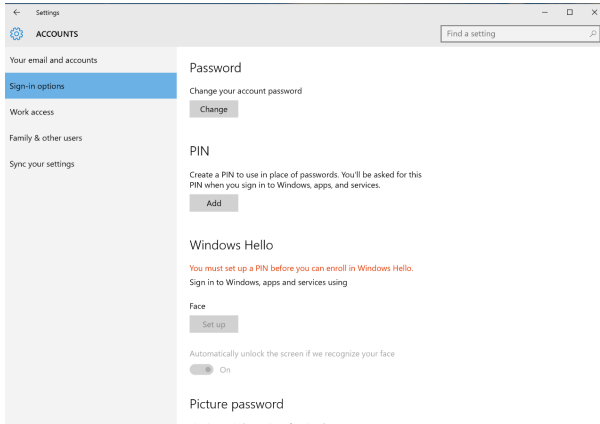 Settings
ACCOUNTS
Find a setting
Your email and accounts
Sign-in options
Work access
Family & other users
Sync your settings
Password
Change your account password
Change
PIN
Create a PIN to use in place of passwords. You'll be asked for this
PIN when you sign in to Windows, apps, and services.
Add
Windows Hello
You must set up a PIN before you can enroll in Windows Hello.
Sign in to Windows, apps and services using
Face
Set up
Automatically unlock the screen if we recognize your face
On
Picture password